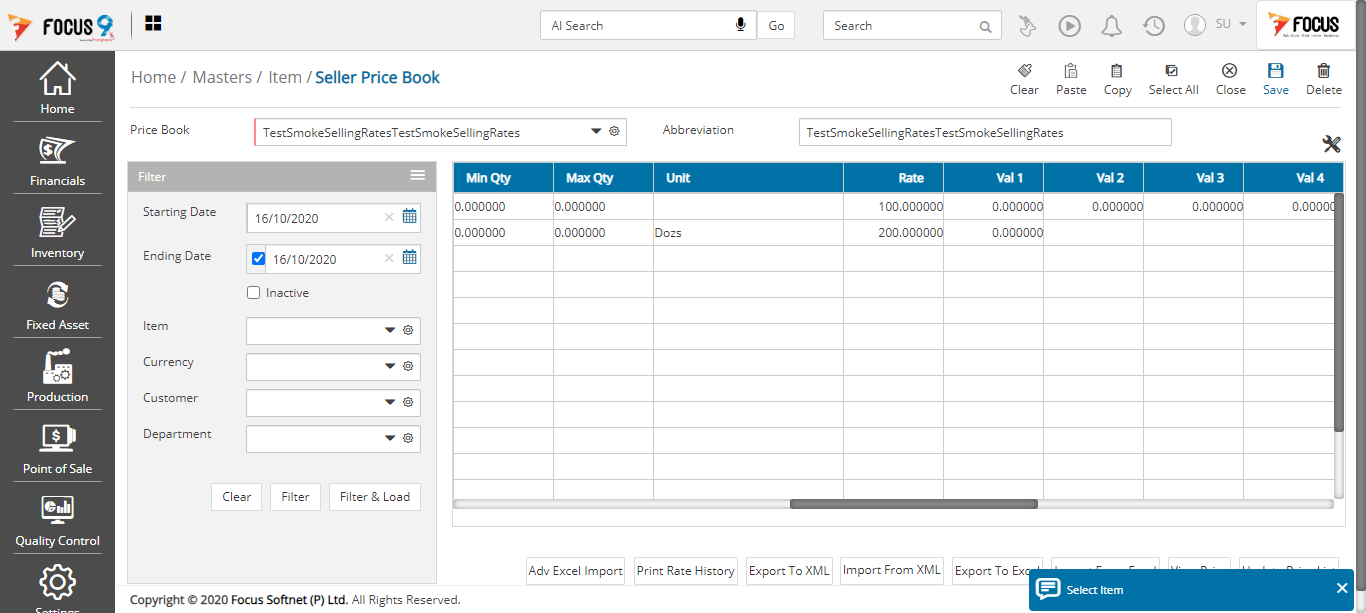 FOCUS 9
AI Search
Go
Search
SU
FOCUS
Home / Masters / Item / Seller Price Book
Clear Paste Copy Select All Close Save Delete
Home
Financials
Inventory
Fixed Asset
Production
Point of Sale
Quality Control
Settings
Price Book
TestSmokeSellingRatesTestSmokeSellingRates
Abbreviation
TestSmokeSellingRatesTestSmokeSellingRates
Filter
Starting Date 16/10/2020
Ending Date 16/10/2020
Inactive
Item
Currency
Customer
Department
Clear Filter Filter & Load
Min Qty Max Qty Unit Rate Val 1 Val 2 Val 3 Val 4
0.000000 0.000000 100.000000 0.000000 0.000000 0.000000 0.00000
0.000000 0.000000 Dozs 200.000000 0.000000
Adv Excel Import Print Rate History Export To XML Import From XML Export To Exce
Select Item
Copyright © 2020 Focus Softnet (P) Ltd. All Rights Reserved.